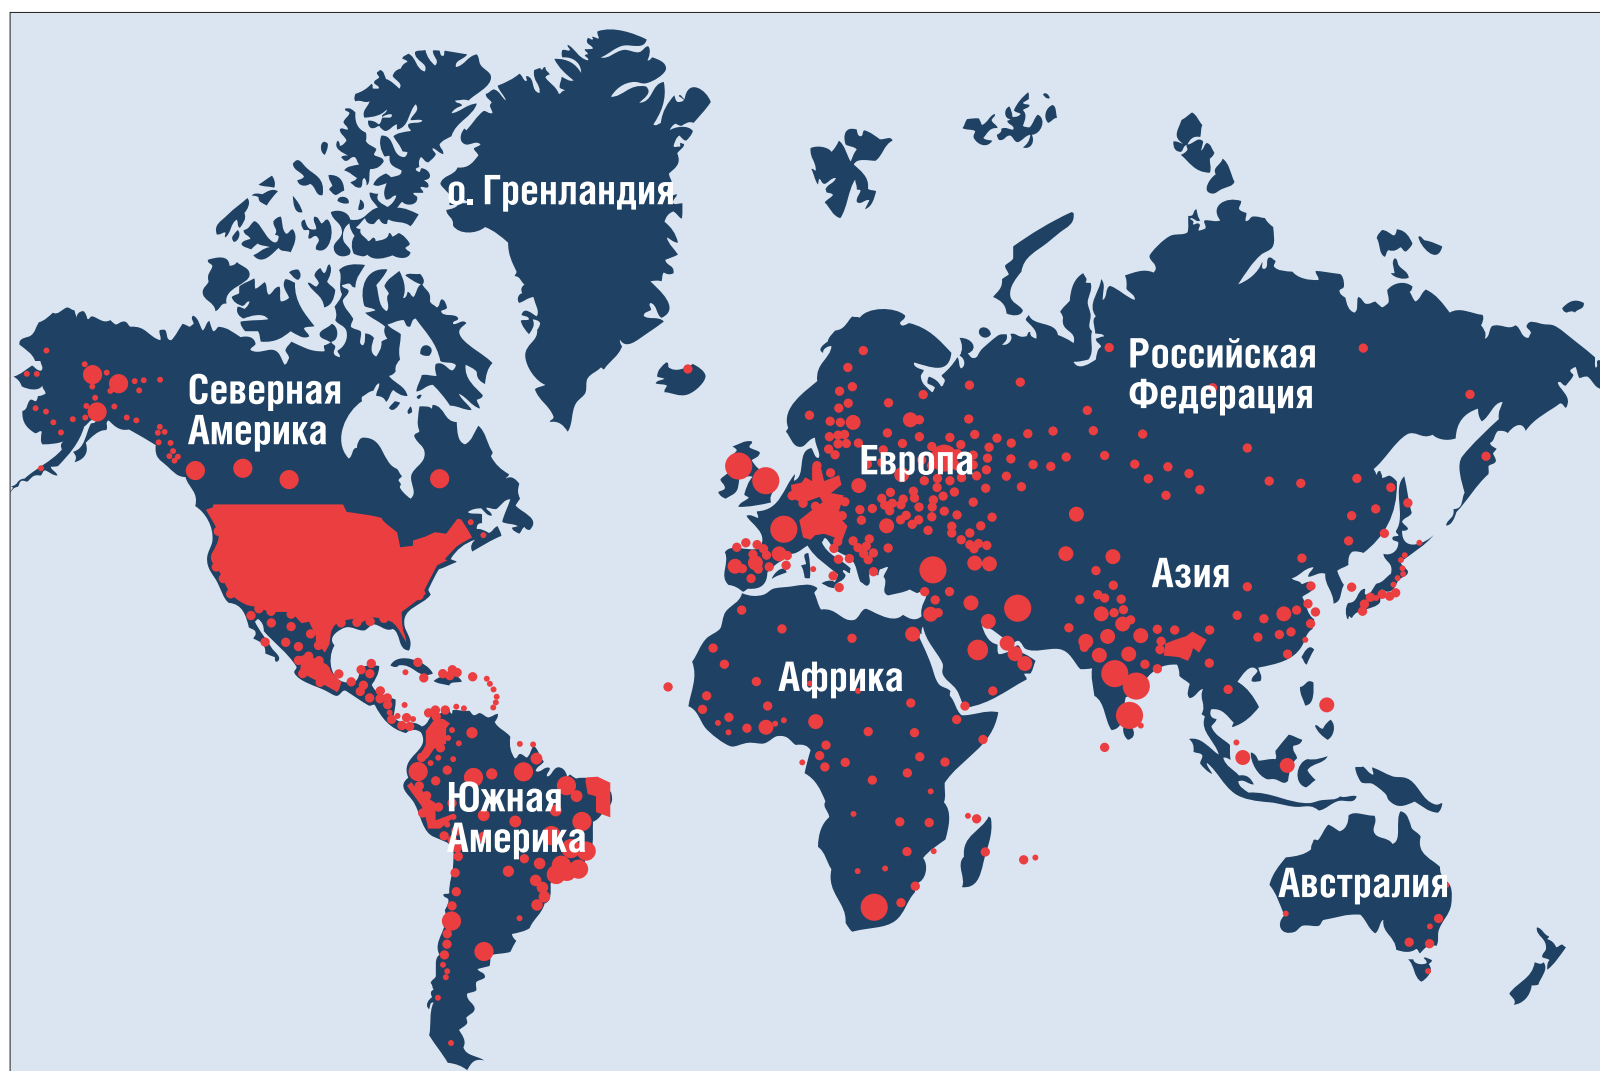 о. Гренландия
Северная
Америка
Российская
Федерация
Европа
Азия
Африка
Южная
Америка
Австралия